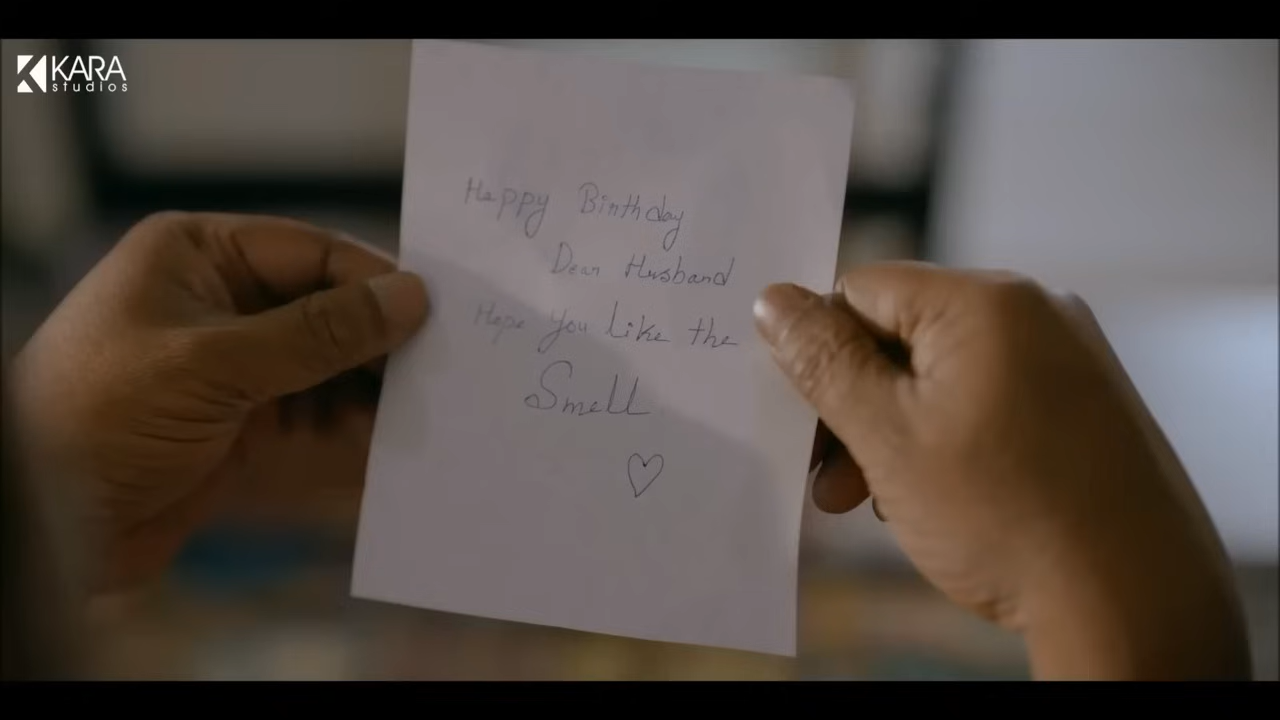 KARA
studios
Happy Birthday
Dear Husband
Hope you like the
Smell